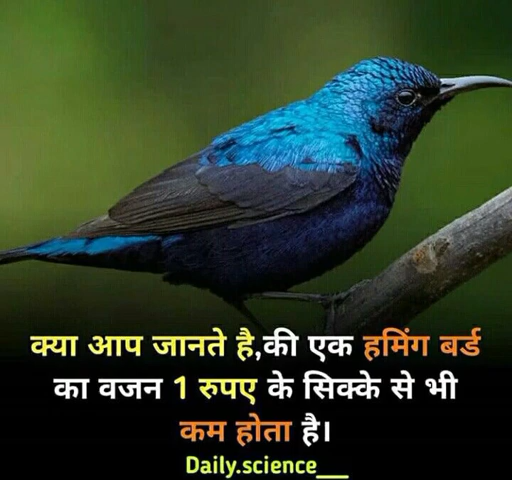 क्या आप जानते है,की एक हमिंग बर्ड
का वजन 1 रुपए के सिक्के से भी
कम होता है।
Daily.science__